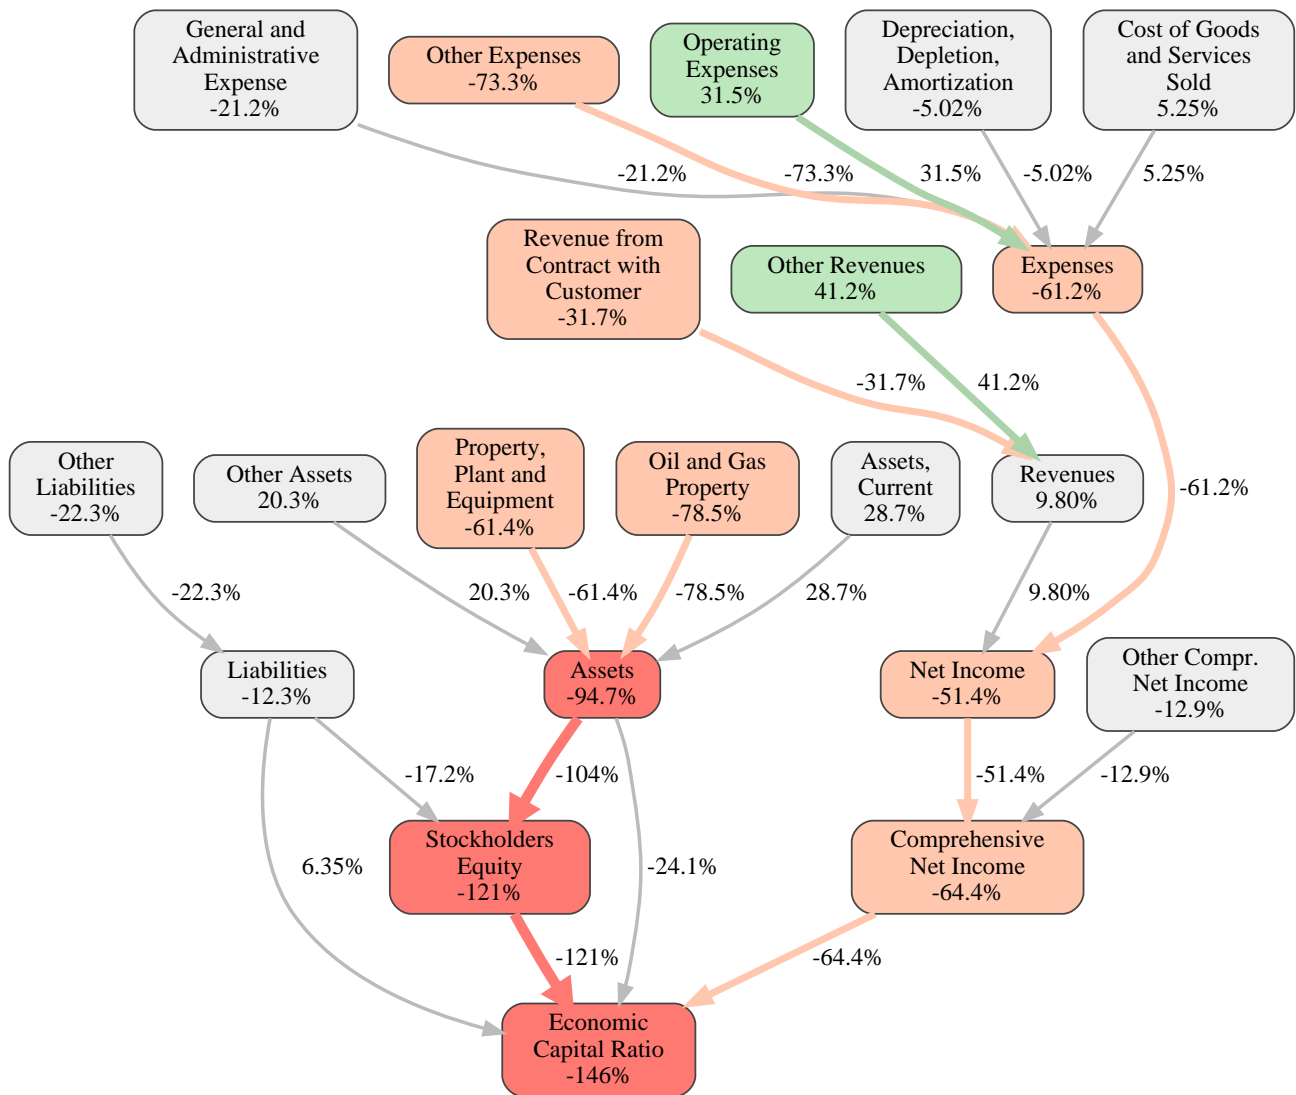 General and
Administrative
Expense
-21.2%
Other Expenses
-73.3%
Operating
Expenses
31.5%
Depreciation,
Depletion,
Amortization
-5.02%
Cost of Goods
and Services
Sold
5.25%
-21.2%
-73.3%
31.5%
-5.02%
5.25%
Revenue from
Contract with
Customer
-31.7%
Other Revenues
41.2%
Expenses
-61.2%
-31.7%
41.2%
Other
Liabilities
-22.3%
Other Assets
20.3%
Property,
Plant and
Equipment
-61.4%
Oil and Gas
Property
-78.5%
Assets,
Current
28.7%
Revenues
9.80%
-61.2%
-22.3%
20.3%
-61.4%
-78.5%
28.7%
9.80%
Liabilities
-12.3%
Assets
-94.7%
Net Income
-51.4%
Other Compr.
Net Income
-12.9%
-17.2%
-104%
-51.4%
-12.9%
Stockholders
Equity
-121%
Comprehensive
Net Income
-64.4%
6.35%
-24.1%
-121%
-64.4%
Economic
Capital Ratio
-146%